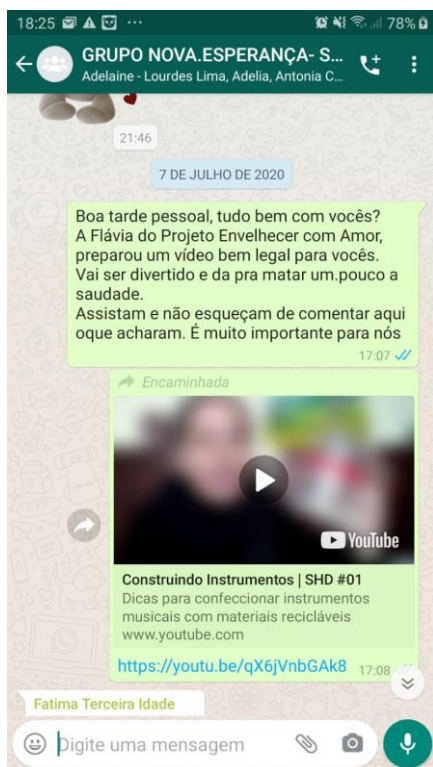 18:25 ... 78%
GRUPO NOVA.ESPERANÇA- S...
Adelaine - Lourdes Lima, Adelia, Antonia C...
21:46
7 DE JULHO DE 2020
Boa tarde pessoal, tudo bem com vocês?
A Flávia do Projeto Envelhecer com Amor,
preparou um vídeo bem legal para vocês.
Vai ser divertido e da pra matar um.pouco a
saudade.
Assistam e não esqueçam de comentar aqui
oque acharam. É muito importante para nós
17:07
Encaminhada
YouTube
Construindo Instrumentos | SHD #01
Dicas para confeccionar instrumentos
musicais com materiais recicláveis
www.youtube.com
https://youtu.be/qX6jVnbGAk8 17:08
Fatima Terceira Idade
Digite uma mensagem